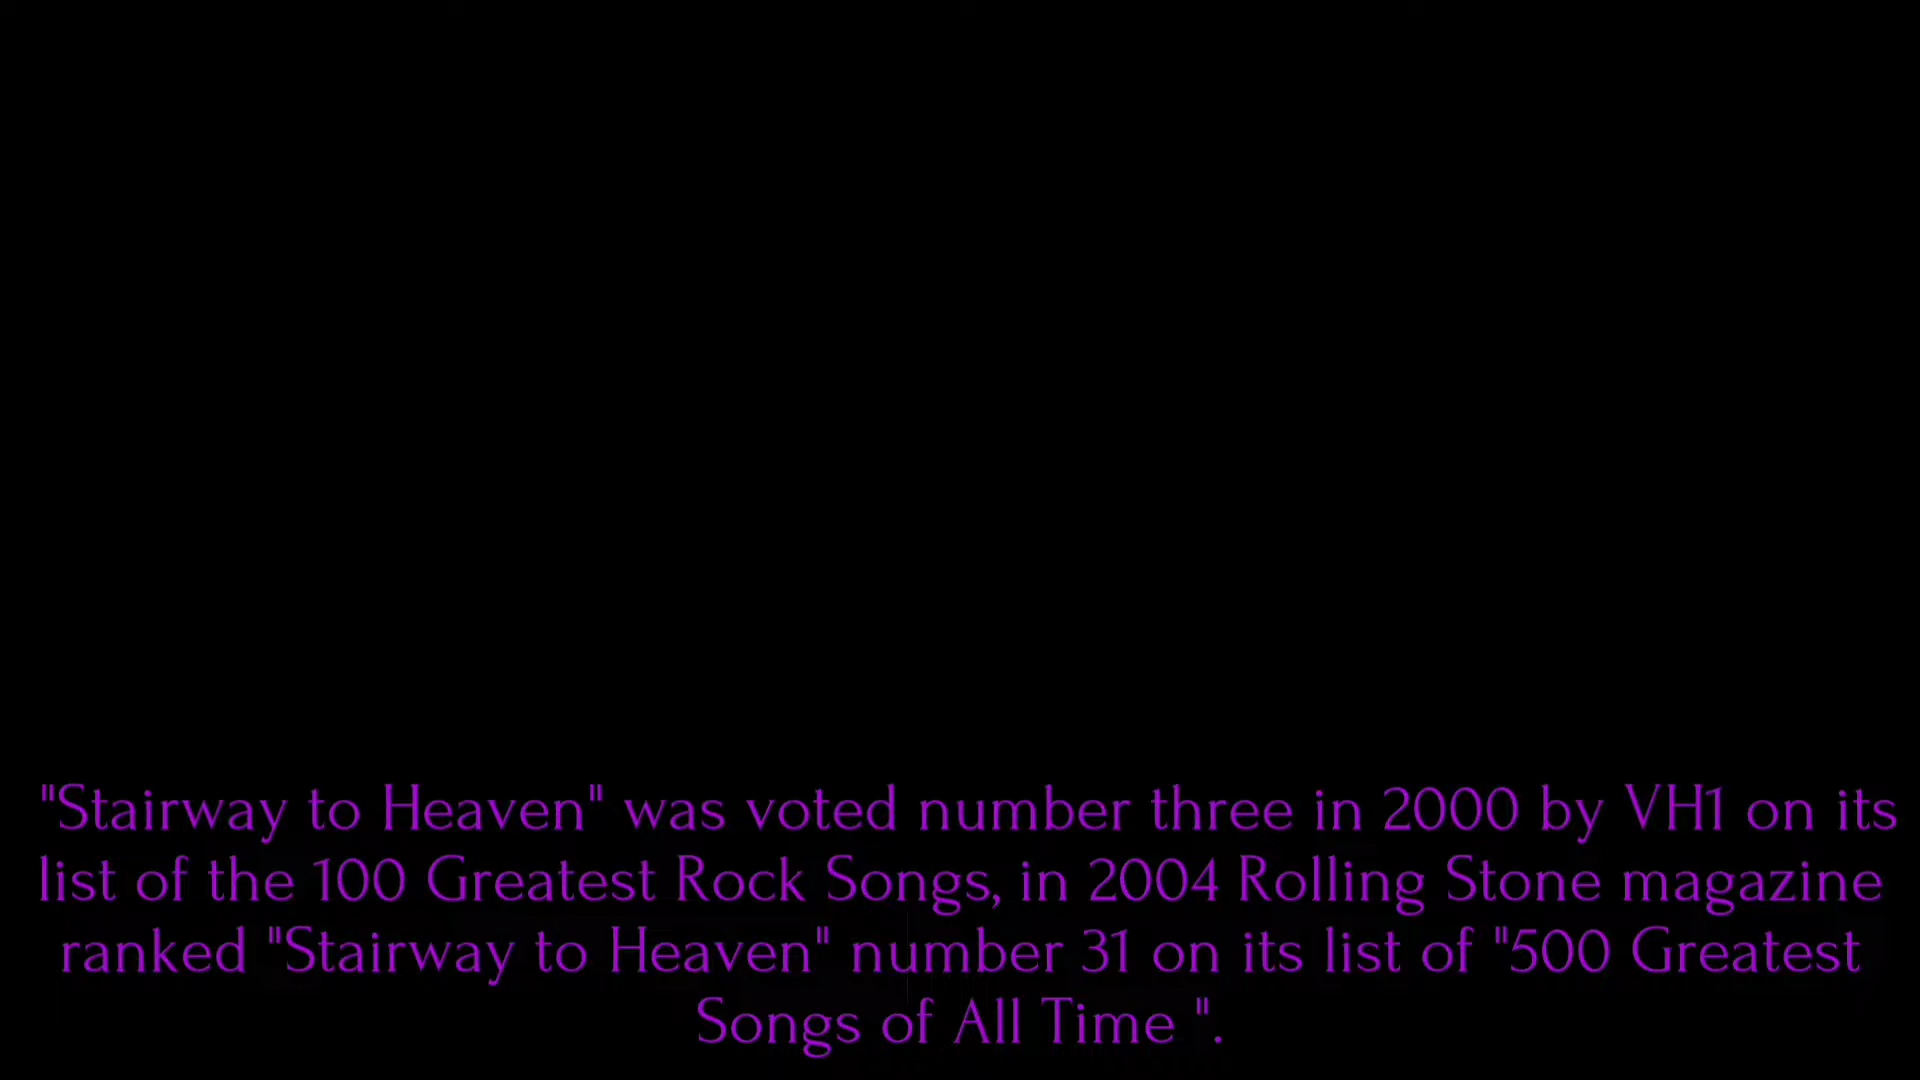 "Stairway to Heaven" was voted number three in 2000 by VH1 on its
list of the 100 Greatest Rock Songs, in 2004 Rolling Stone magazine
ranked "Stairway to Heaven" number 31 on its list of "500 Greatest
Songs of All Time ".